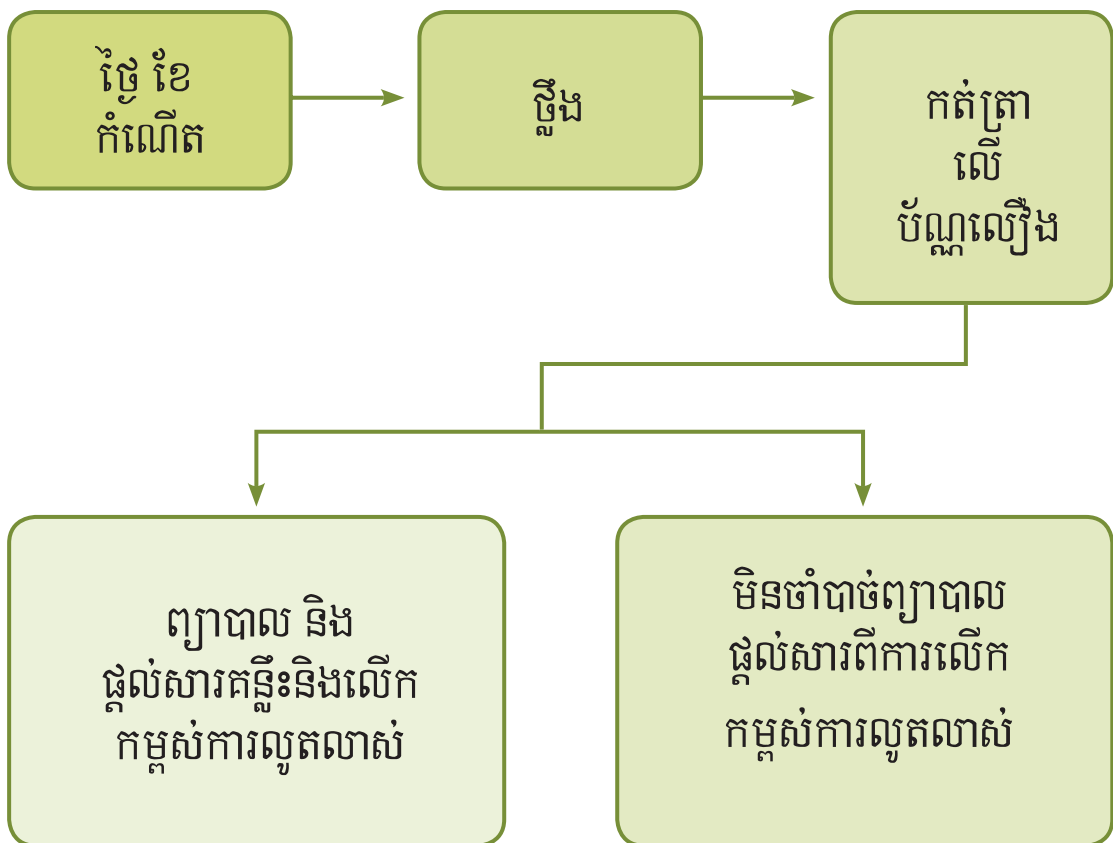 ថ្ងៃ ខែ
កំណើត
ថ្លឹង
កត់ត្រា
លើ
ប័ណ្ណលឿង
ព្យាបាល និង
ផ្តល់សារគន្លឹះនិងលើក
កម្ពស់ការលូតលាស់
មិនចាំបាច់ព្យាបាល
ផ្តល់សារពីការលើក
កម្ពស់ការលូតលាស់